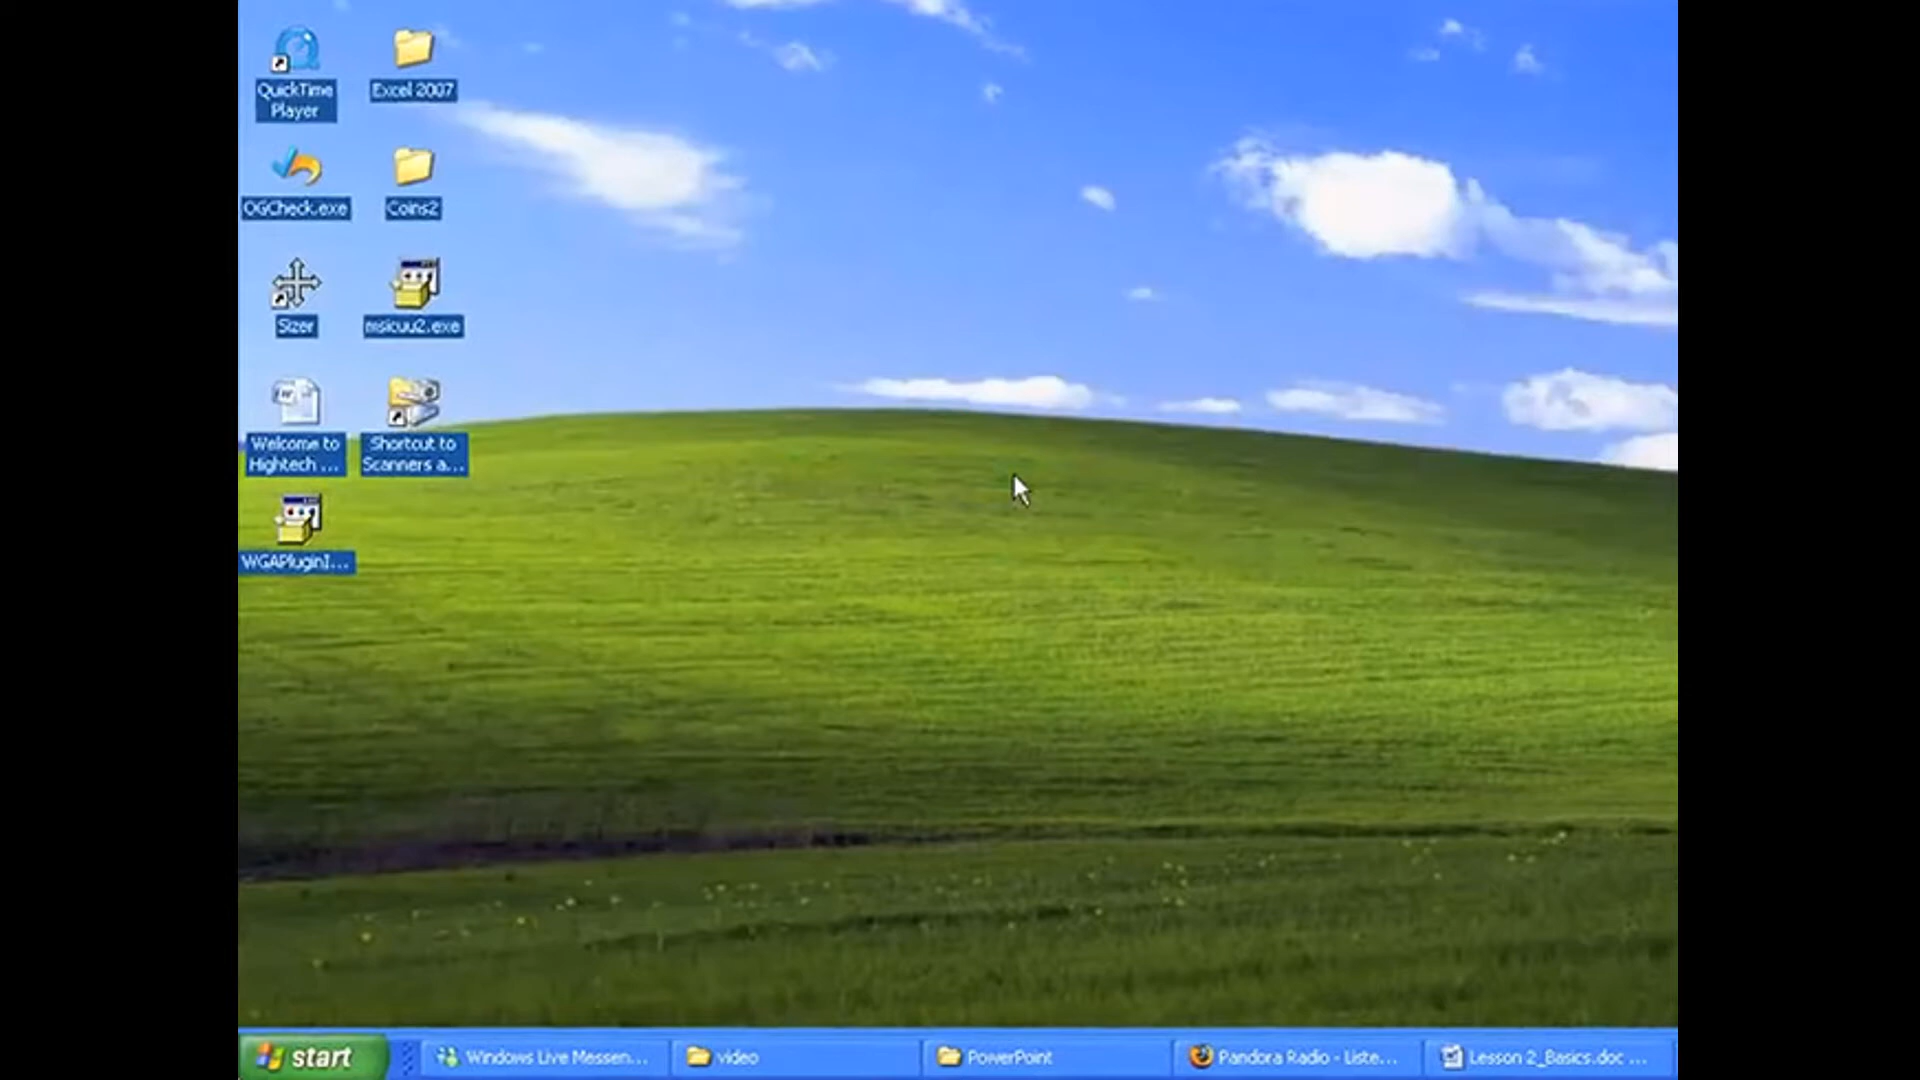 QuickTime
Player
Excel 2007
OGCheck.exe
Coins2
Sizer
msicuu2.exe
Welcome to
Hightech ...
Shortcut to
Scanners a...
WGAPluginI...
start
Windows Live Messen...
video
PowerPoint
Pandora Radio - Liste...
Lesson 2_Basics.doc ...